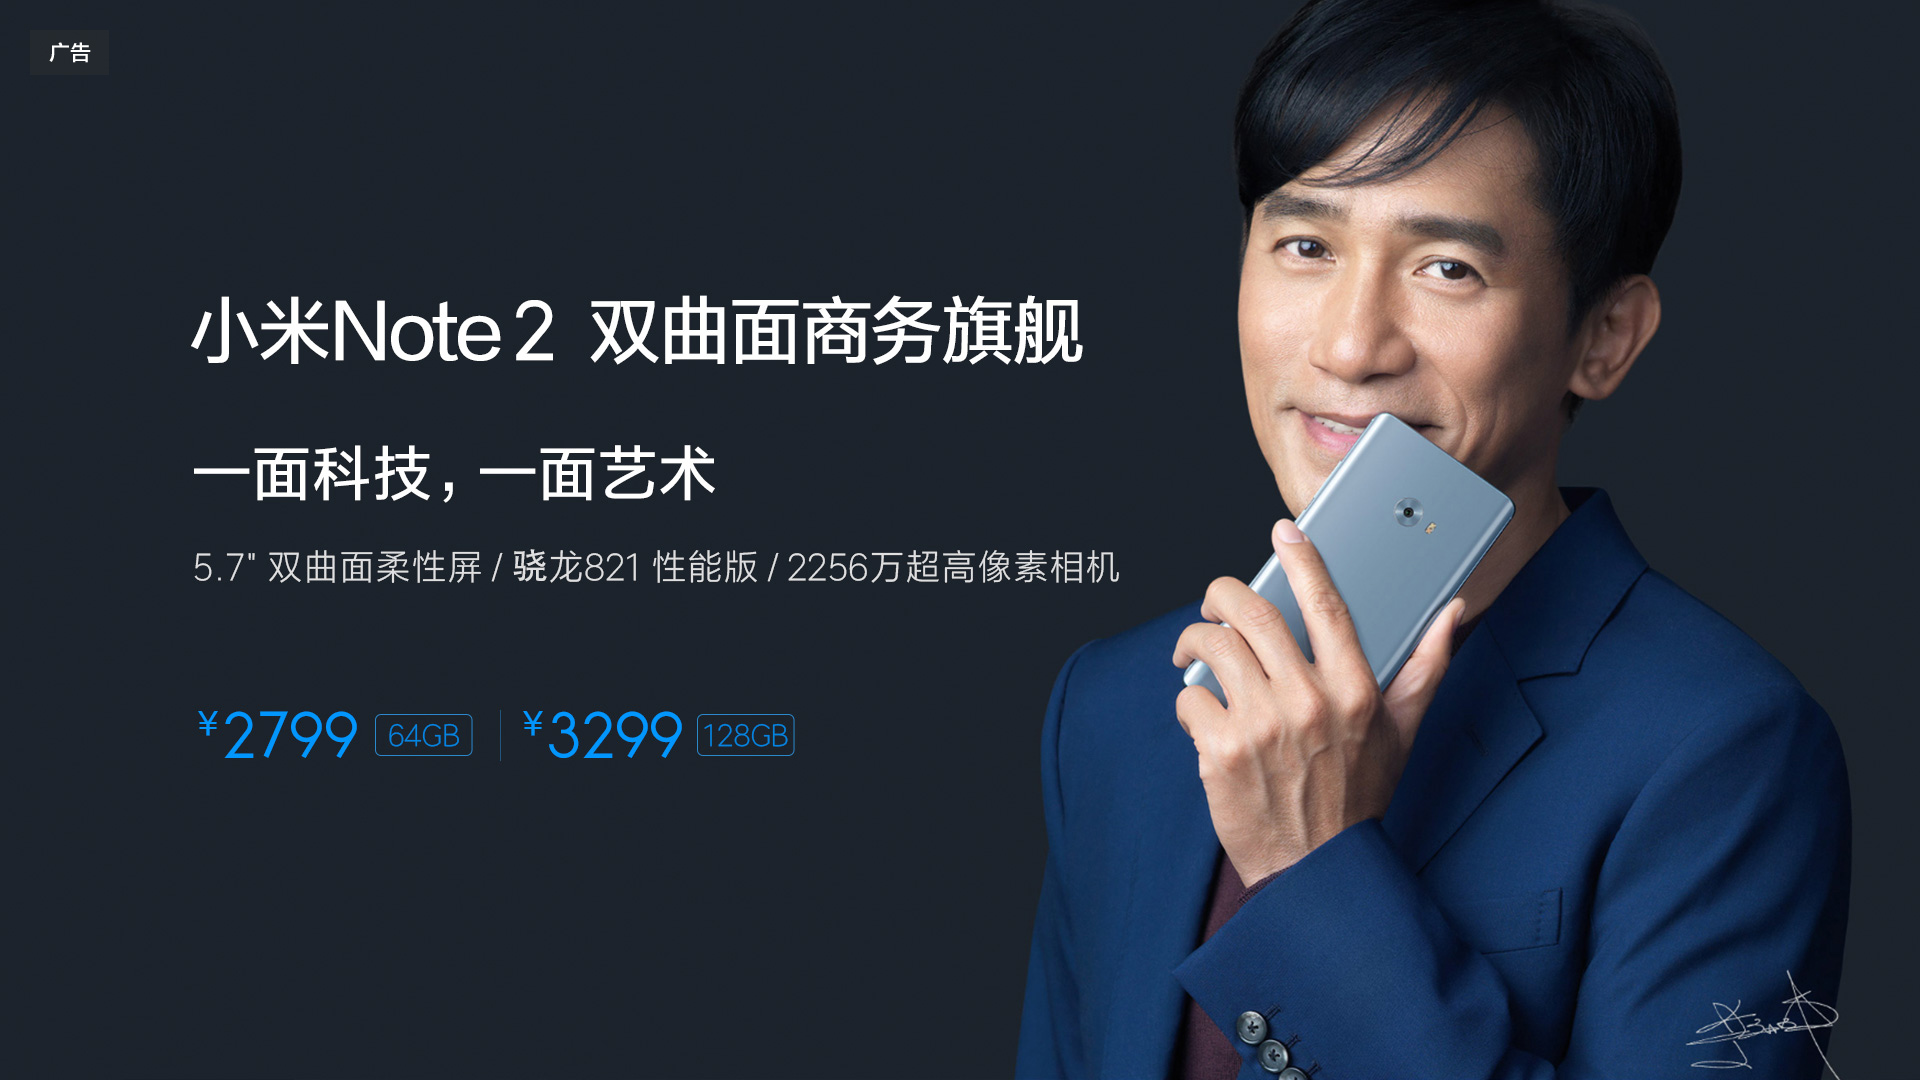 广告
小米Note 2 双曲面商务旗舰
一面科技，一面艺术
5.7" 双曲面柔性屏 / 骁龙821 性能版 / 2256万超高像素相机
¥2799 64GB ¥3299 128GB